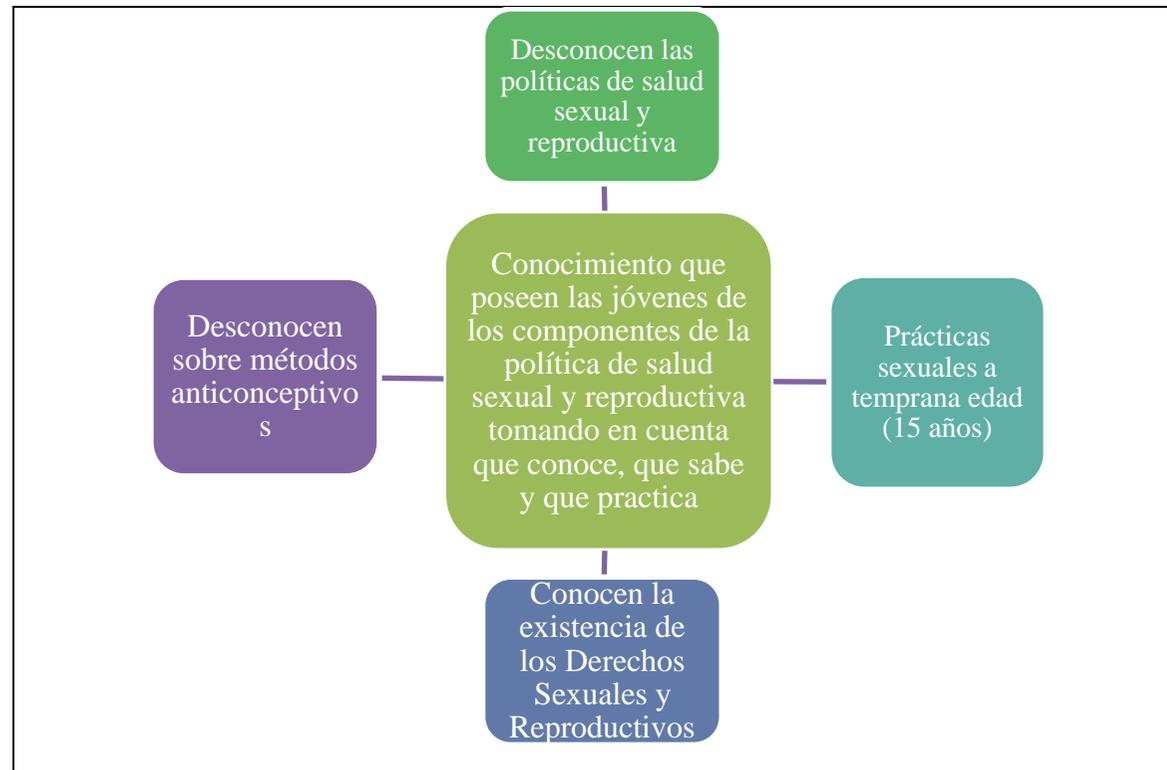 Desconocen las
políticas de salud
sexual y
reproductiva
Conocimiento que
poseen las jóvenes de
los componentes de la
política de salud
sexual y reproductiva
tomando en cuenta
que conoce, que sabe
y que practica
Desconocen
sobre métodos
anticonceptivo
s
Prácticas
sexuales a
temprana edad
(15 años)
Conocen la
existencia de
los Derechos
Sexuales y
Reproductivos